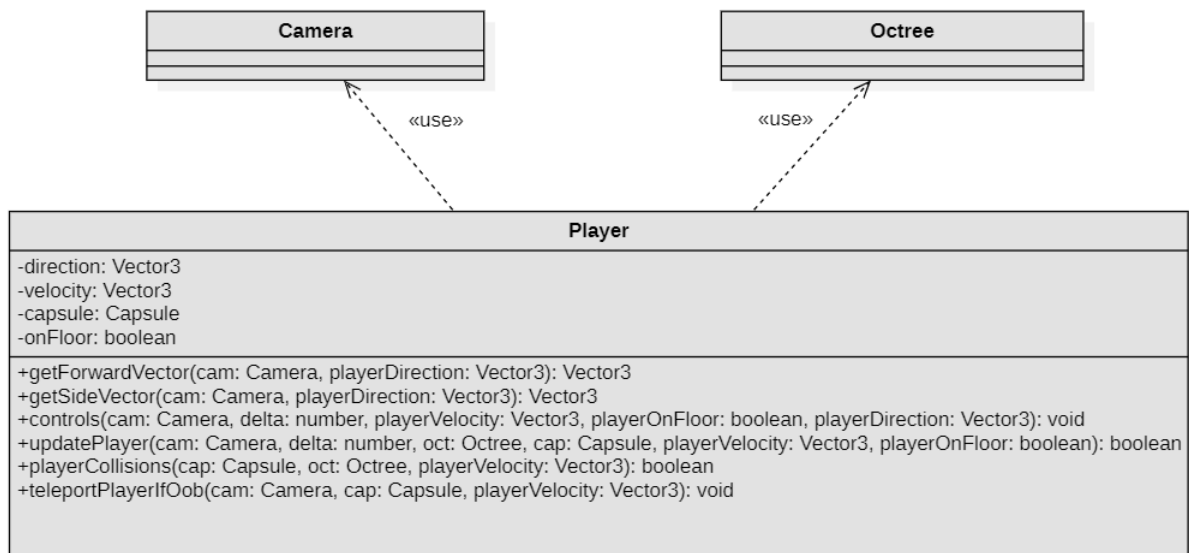 Camera
Octree
«use»
«use»
Player
-direction: Vector3
-velocity: Vector3
-capsule: Capsule
-onFloor: boolean
+getForwardVector(cam: Camera, playerDirection: Vector3): Vector3
+getSideVector(cam: Camera, playerDirection: Vector3): Vector3
+controls(cam: Camera, delta: number, playerVelocity: Vector3, playerOnFloor: boolean, playerDirection: Vector3): void
+updatePlayer(cam: Camera, delta: number, oct: Octree, cap: Capsule, playerVelocity: Vector3, playerOnFloor: boolean): boolean
+playerCollisions(cap: Capsule, oct: Octree, playerVelocity: Vector3): boolean
+teleportPlayerIfOob(cam: Camera, cap: Capsule, playerVelocity: Vector3): void